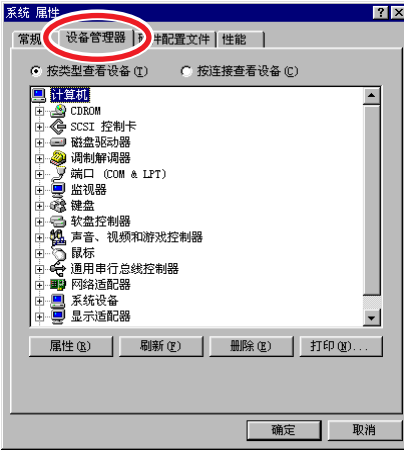 系统 属性
常规 设备管理器 硬件配置文件 性能
按类型查看设备(T) 按连接查看设备(C)
计算机
CDROM
SCSI 控制卡
磁盘驱动器
调制解调器
端口 (COM & LPT)
监视器
键盘
软盘控制器
声音、视频和游戏控制器
鼠标
通用串行总线控制器
网络适配器
系统设备
显示适配器
属性(R) 刷新(F) 删除(E) 打印(N)...
确定 取消